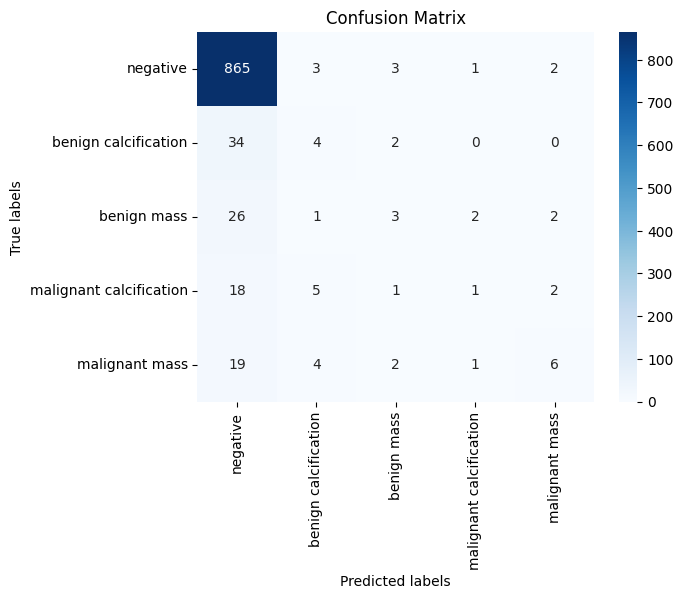 Confusion Matrix
True labels
negative 865 3 3 1 2
benign calcification 34 4 2 0 0
benign mass 26 1 3 2 2
malignant calcification 18 5 1 1 2
malignant mass 19 4 2 1 6
negative
benign calcification
benign mass
malignant calcification
malignant mass
Predicted labels
800
700
600
500
400
300
200
100
0